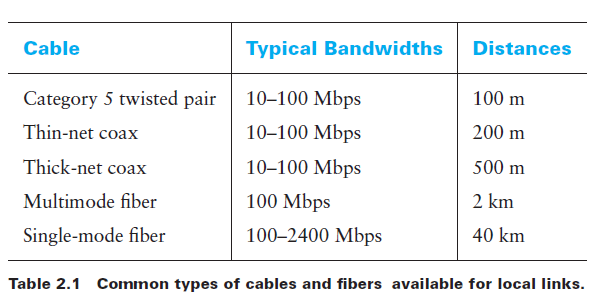 Cable Typical Bandwidths Distances
Category 5 twisted pair 10–100 Mbps 100 m
Thin-net coax 10–100 Mbps 200 m
Thick-net coax 10–100 Mbps 500 m
Multimode fiber 100 Mbps 2 km
Single-mode fiber 100–2400 Mbps 40 km
Table 2.1 Common types of cables and fibers available for local links.